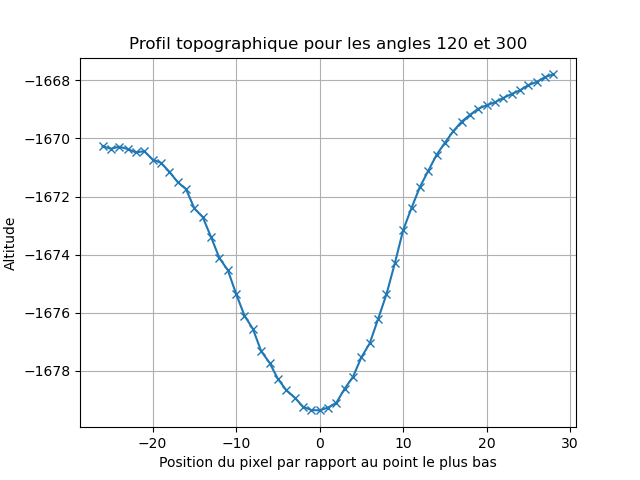 Profil topographique pour les angles 120 et 300
−1668
−1670
−1672
−1674
−1676
−1678
Altitude
−20 −10 0 10 20 30
Position du pixel par rapport au point le plus bas